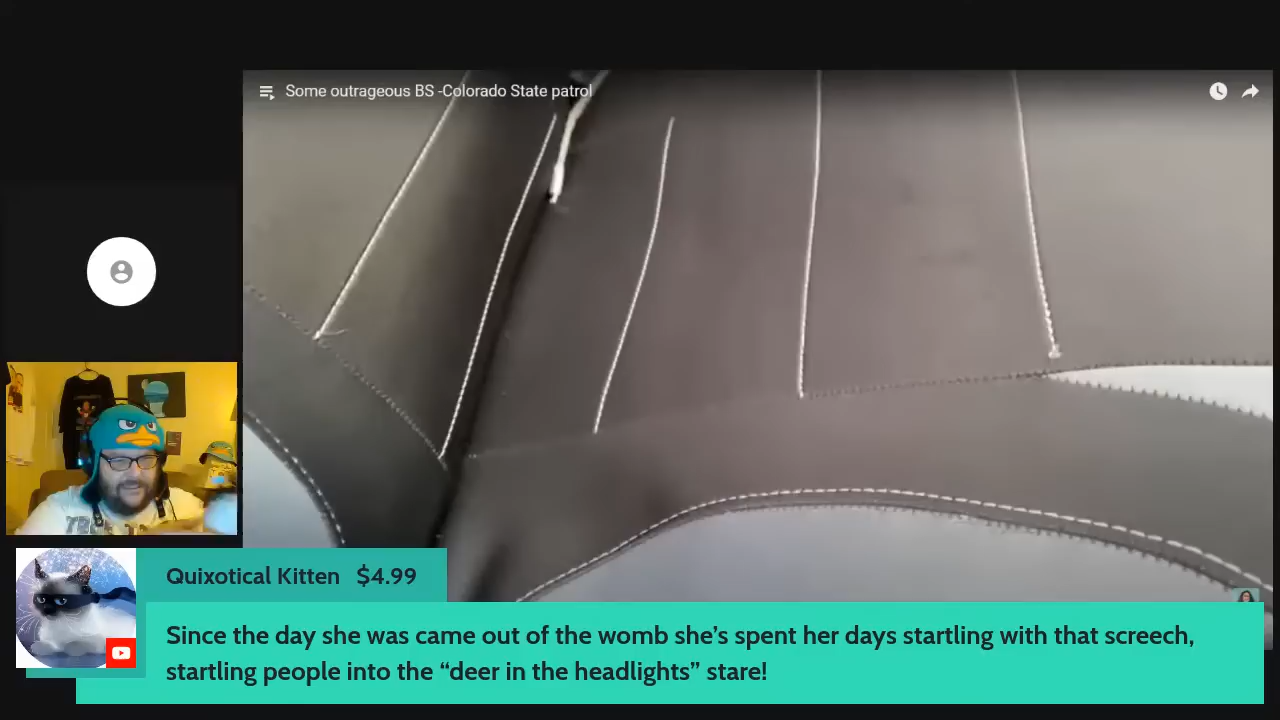 Some outrageous BS -Colorado State patrol
Quixotical Kitten $4.99
Since the day she was came out of the womb she’s spent her days startling with that screech,
startling people into the “deer in the headlights” stare!